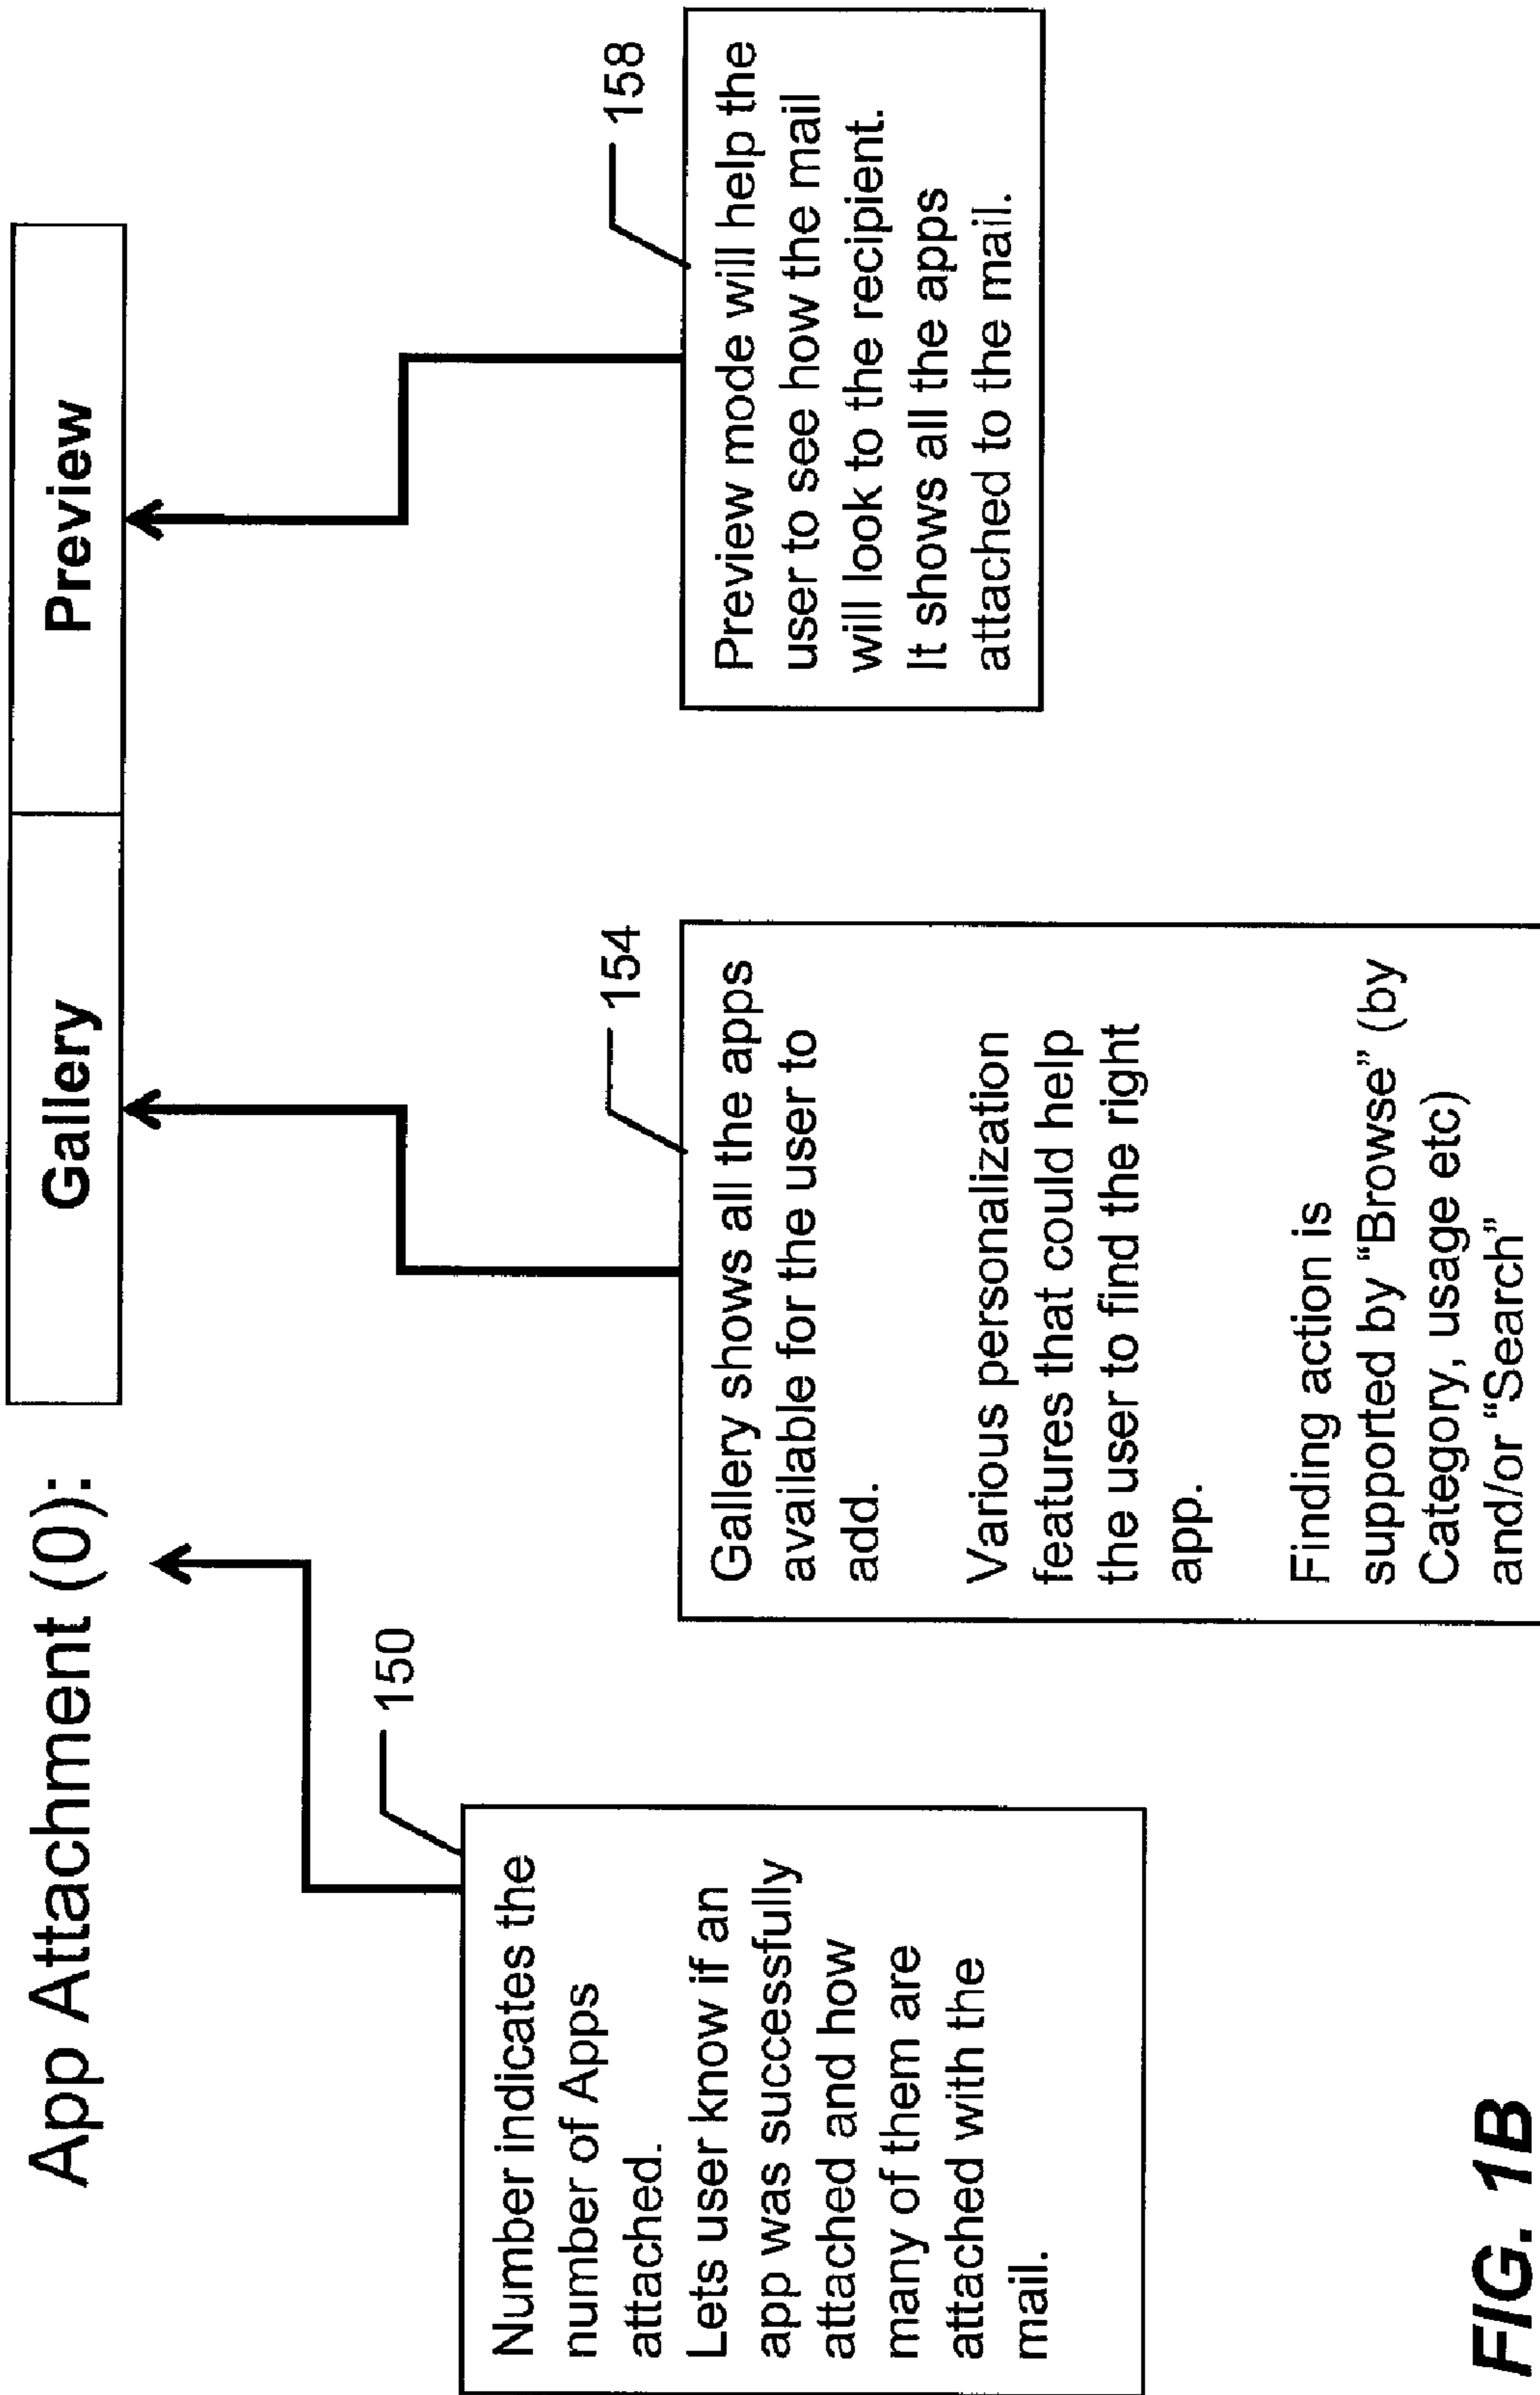 App Attachment (0):
Gallery
Preview
150
Number indicates the
number of Apps
attached.
Lets user know if an
app was successfully
attached and how
many of them are
attached with the
mail.
154
Gallery shows all the apps
available for the user to
add.
Various personalization
features that could help
the user to find the right
app.
Finding action is
supported by “Browse” (by
Category, usage etc)
and/or “Search”
158
Preview mode will help the
user to see how the mail
will look to the recipient.
It shows all the apps
attached to the mail.
FIG. 1B